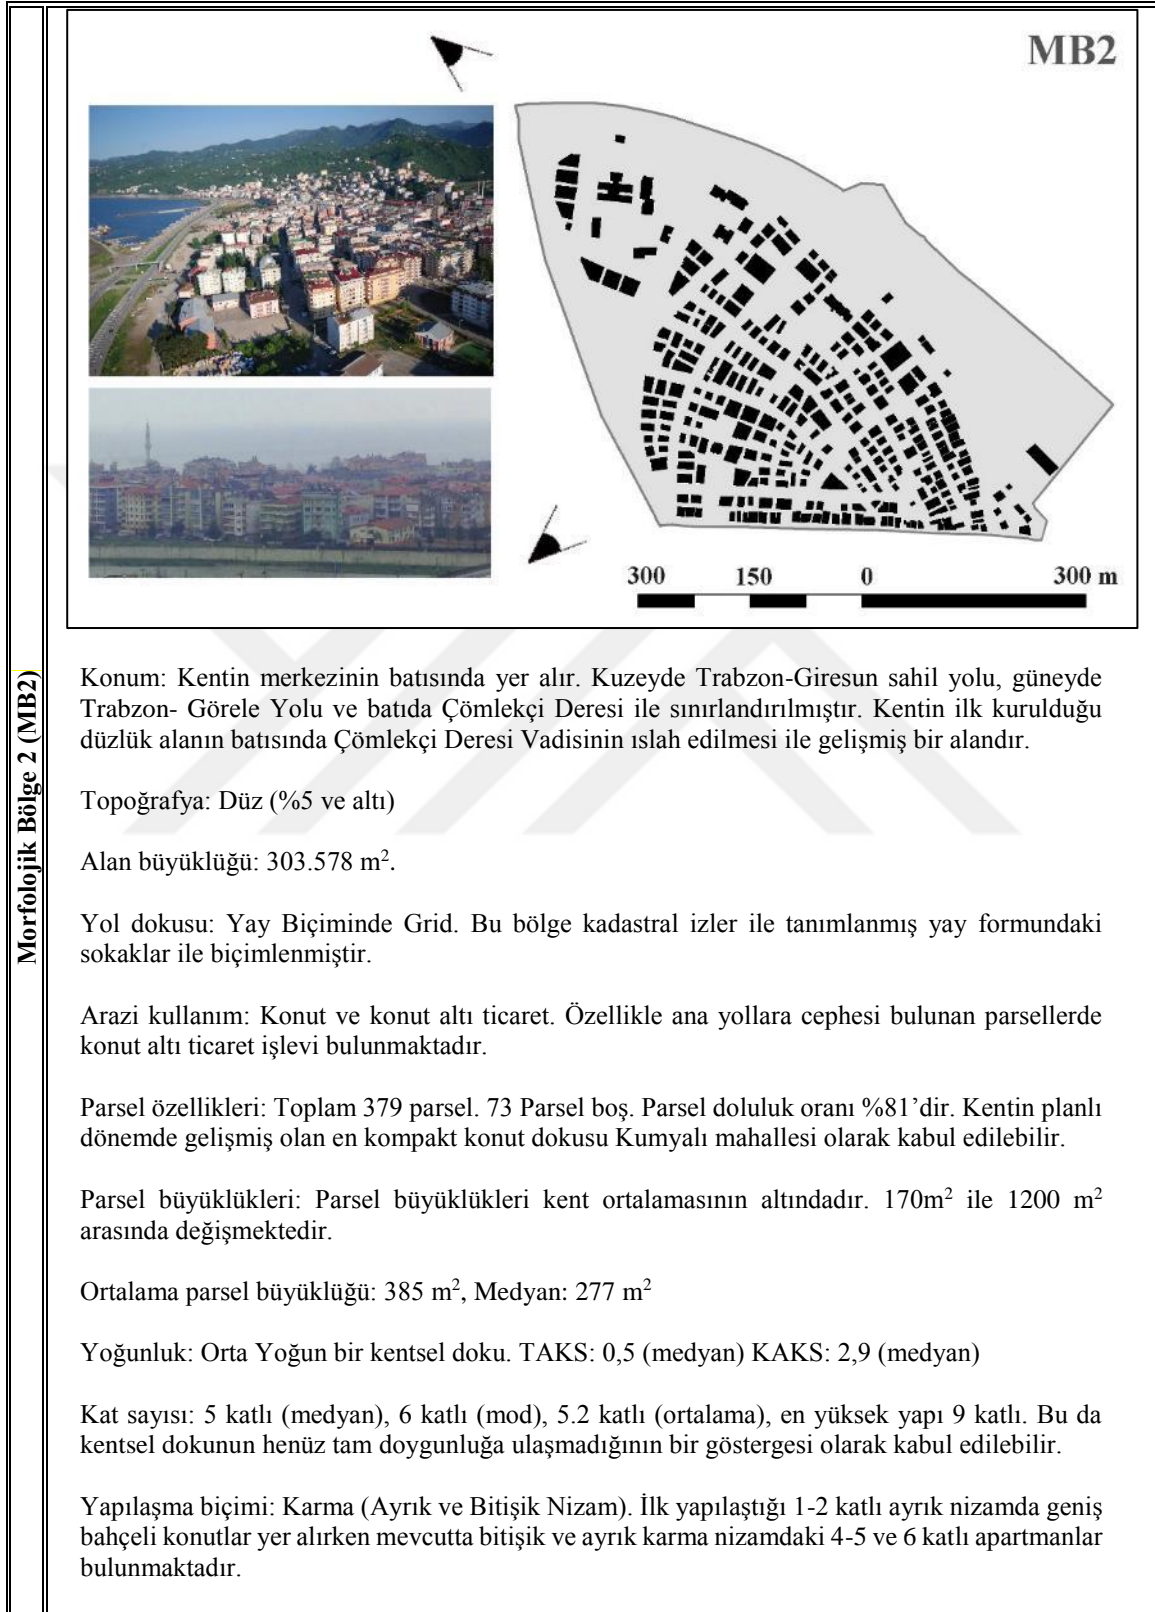 MB2
300 150 0 300 m
Morfolojik Bölge 2 (MB2)
Konum: Kentin merkezinin batısında yer alır. Kuzeyde Trabzon-Giresun sahil yolu, güneyde
Trabzon- Görele Yolu ve batıda Çömlekçi Deresi ile sınırlandırılmıştır. Kentin ilk kurulduğu
düzlük alanın batısında Çömlekçi Deresi Vadisinin ıslah edilmesi ile gelişmiş bir alandır.
Topoğrafya: Düz (%5 ve altı)
Alan büyüklüğü: 303.578 m².
Yol dokusu: Yay Biçiminde Grid. Bu bölge kadastral izler ile tanımlanmış yay formundaki
sokaklar ile biçimlenmiştir.
Arazi kullanım: Konut ve konut altı ticaret. Özellikle ana yollara cephesi bulunan parsellerde
konut altı ticaret işlevi bulunmaktadır.
Parsel özellikleri: Toplam 379 parsel. 73 Parsel boş. Parsel doluluk oranı %81’dir. Kentin planlı
dönemde gelişmiş olan en kompakt konut dokusu Kumyalı mahallesi olarak kabul edilebilir.
Parsel büyüklükleri: Parsel büyüklükleri kent ortalamasının altındadır. 170m² ile 1200 m²
arasında değişmektedir.
Ortalama parsel büyüklüğü: 385 m², Medyan: 277 m²
Yoğunluk: Orta Yoğun bir kentsel doku. TAKS: 0,5 (medyan) KAKS: 2,9 (medyan)
Kat sayısı: 5 katlı (medyan), 6 katlı (mod), 5.2 katlı (ortalama), en yüksek yapı 9 katlı. Bu da
kentsel dokunun henüz tam doygunluğa ulaşmadığının bir göstergesi olarak kabul edilebilir.
Yapılaşma biçimi: Karma (Ayrık ve Bitişik Nizam). İlk yapılaştığı 1-2 katlı ayrık nizamda geniş
bahçeli konutlar yer alırken mevcutta bitişik ve ayrık karma nizamdaki 4-5 ve 6 katlı apartmanlar
bulunmaktadır.